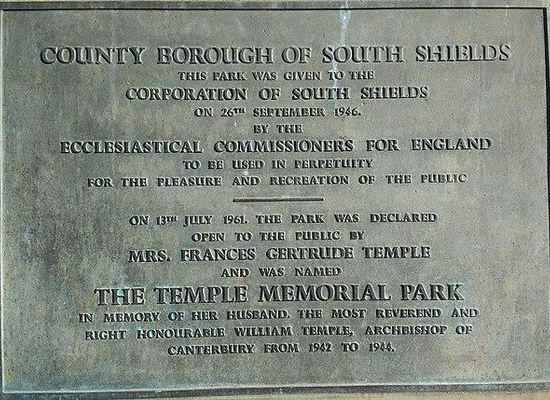 COUNTY BOROUGH OF SOUTH SHIELDS
THIS PARK WAS GIVEN TO THE
CORPORATION OF SOUTH SHIELDS
ON 26TH SEPTEMBER 1946.
BY THE
ECCLESIASTICAL COMMISSIONERS FOR ENGLAND
TO BE USED IN PERPETUITY
FOR THE PLEASURE AND RECREATION OF THE PUBLIC
ON 13TH JULY 1961. THE PARK WAS DECLARED
OPEN TO THE PUBLIC BY
MRS. FRANCES GERTRUDE TEMPLE
AND WAS NAMED
THE TEMPLE MEMORIAL PARK
IN MEMORY OF HER HUSBAND. THE MOST REVEREND AND
RIGHT HONOURABLE WILLIAM TEMPLE, ARCHBISHOP OF
CANTERBURY FROM 1942 TO 1944.